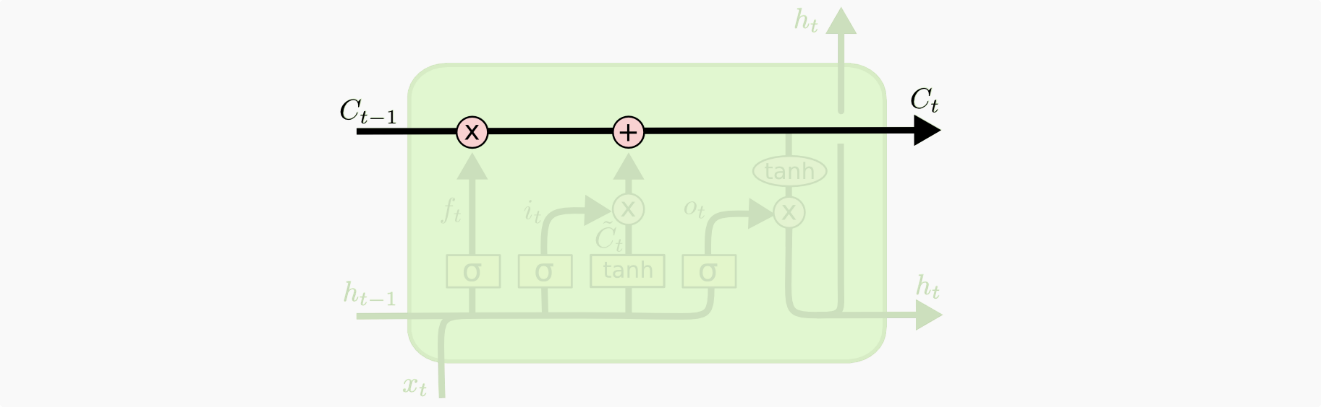 h_t
C_{t-1} C_t
x +
tanh
f_t i_t x o_t x
C̃_t
σ σ tanh σ
h_{t-1} h_t
x_t